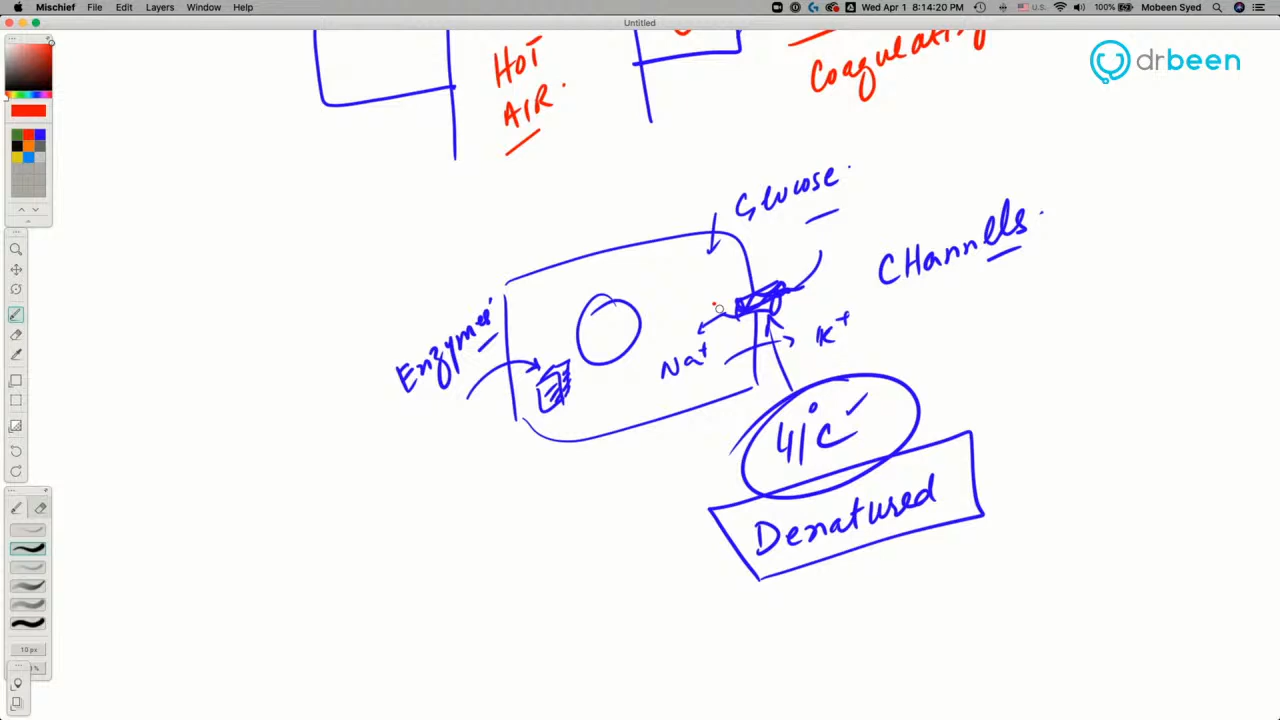 Mischief File Edit Layers Window Help
U.S. 100% Wed Apr 1 8:14:20 PM Mobeen Syed
Untitled
drbeen
HOT
AIR.
Coagulating
Glucose.
CHannels.
Enzymes
Na+
K+
41°C
Denatured
10 px
%